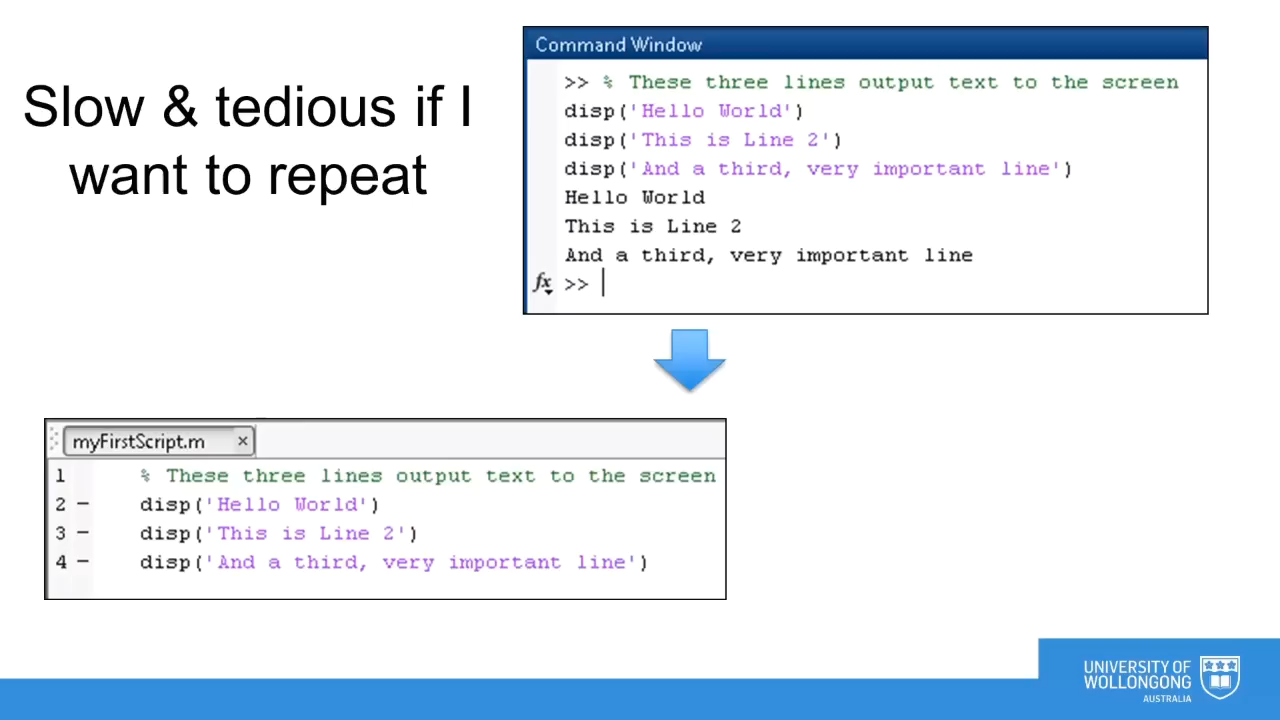 Slow & tedious if I
want to repeat
Command Window
>> % These three lines output text to the screen
disp('Hello World')
disp('This is Line 2')
disp('And a third, very important line')
Hello World
This is Line 2
And a third, very important line
fx >>
myFirstScript.m ×
1 % These three lines output text to the screen
2 – disp('Hello World')
3 – disp('This is Line 2')
4 – disp('And a third, very important line')
UNIVERSITY OF
WOLLONGONG
AUSTRALIA